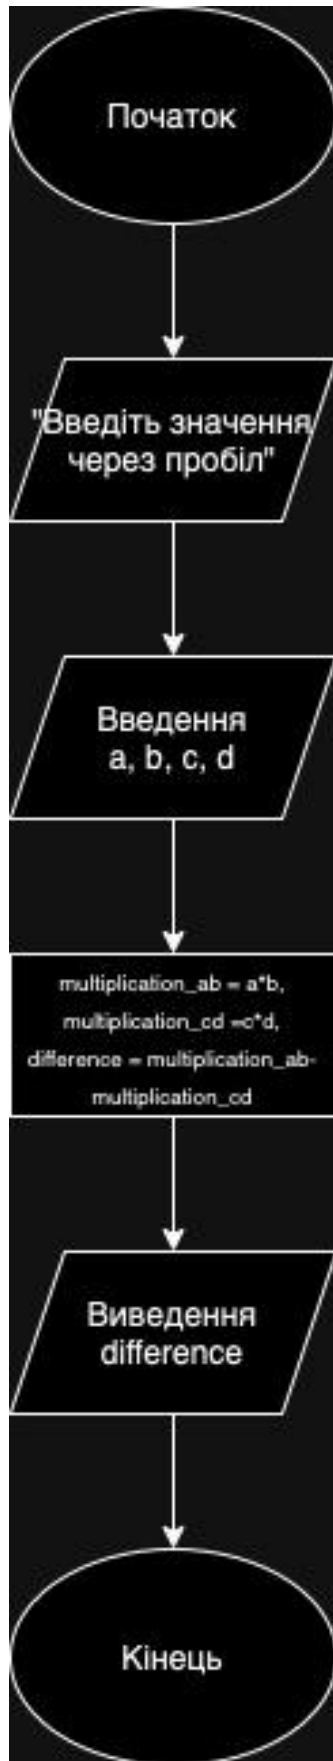 Початок
"Введіть значення
через пробіл"
Введення
a, b, c, d
multiplication_ab = a*b,
multiplication_cd =c*d,
difference = multiplication_ab-
multiplication_cd
Виведення
difference
Кінець